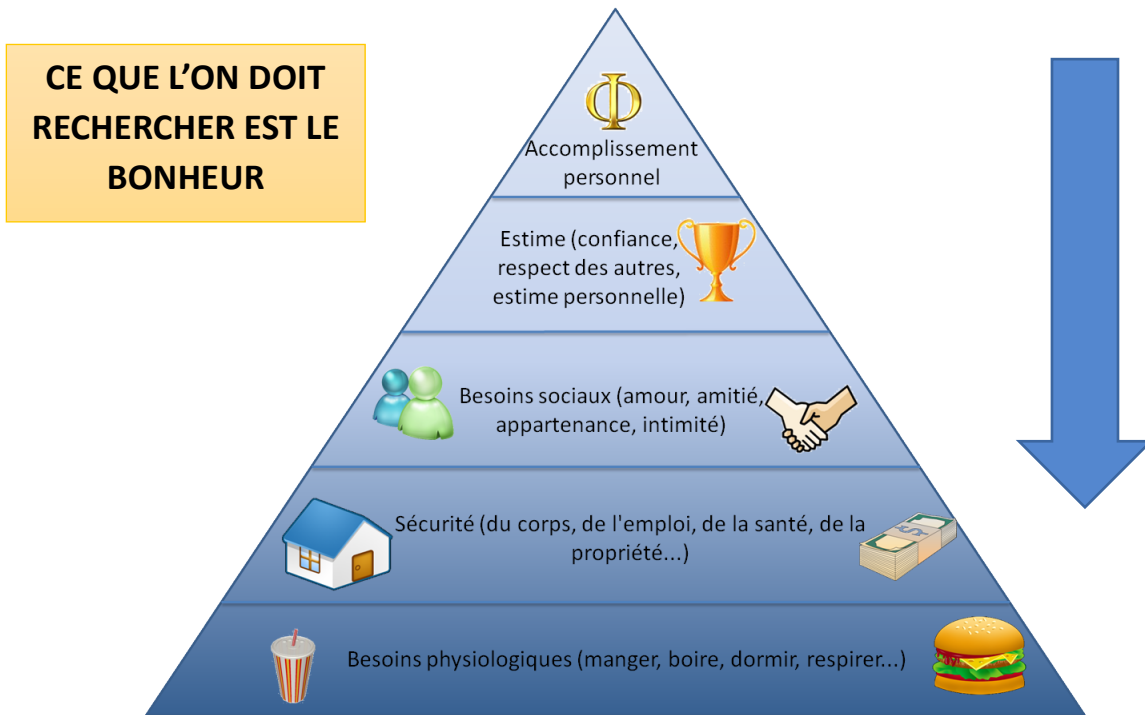 CE QUE L'ON DOIT
RECHERCHER EST LE
BONHEUR
Φ
Accomplissement
personnel
Estime (confiance,
respect des autres,
estime personnelle)
Besoins sociaux (amour, amitié,
appartenance, intimité)
Sécurité (du corps, de l'emploi, de la santé, de la
propriété...)
Besoins physiologiques (manger, boire, dormir, respirer...)